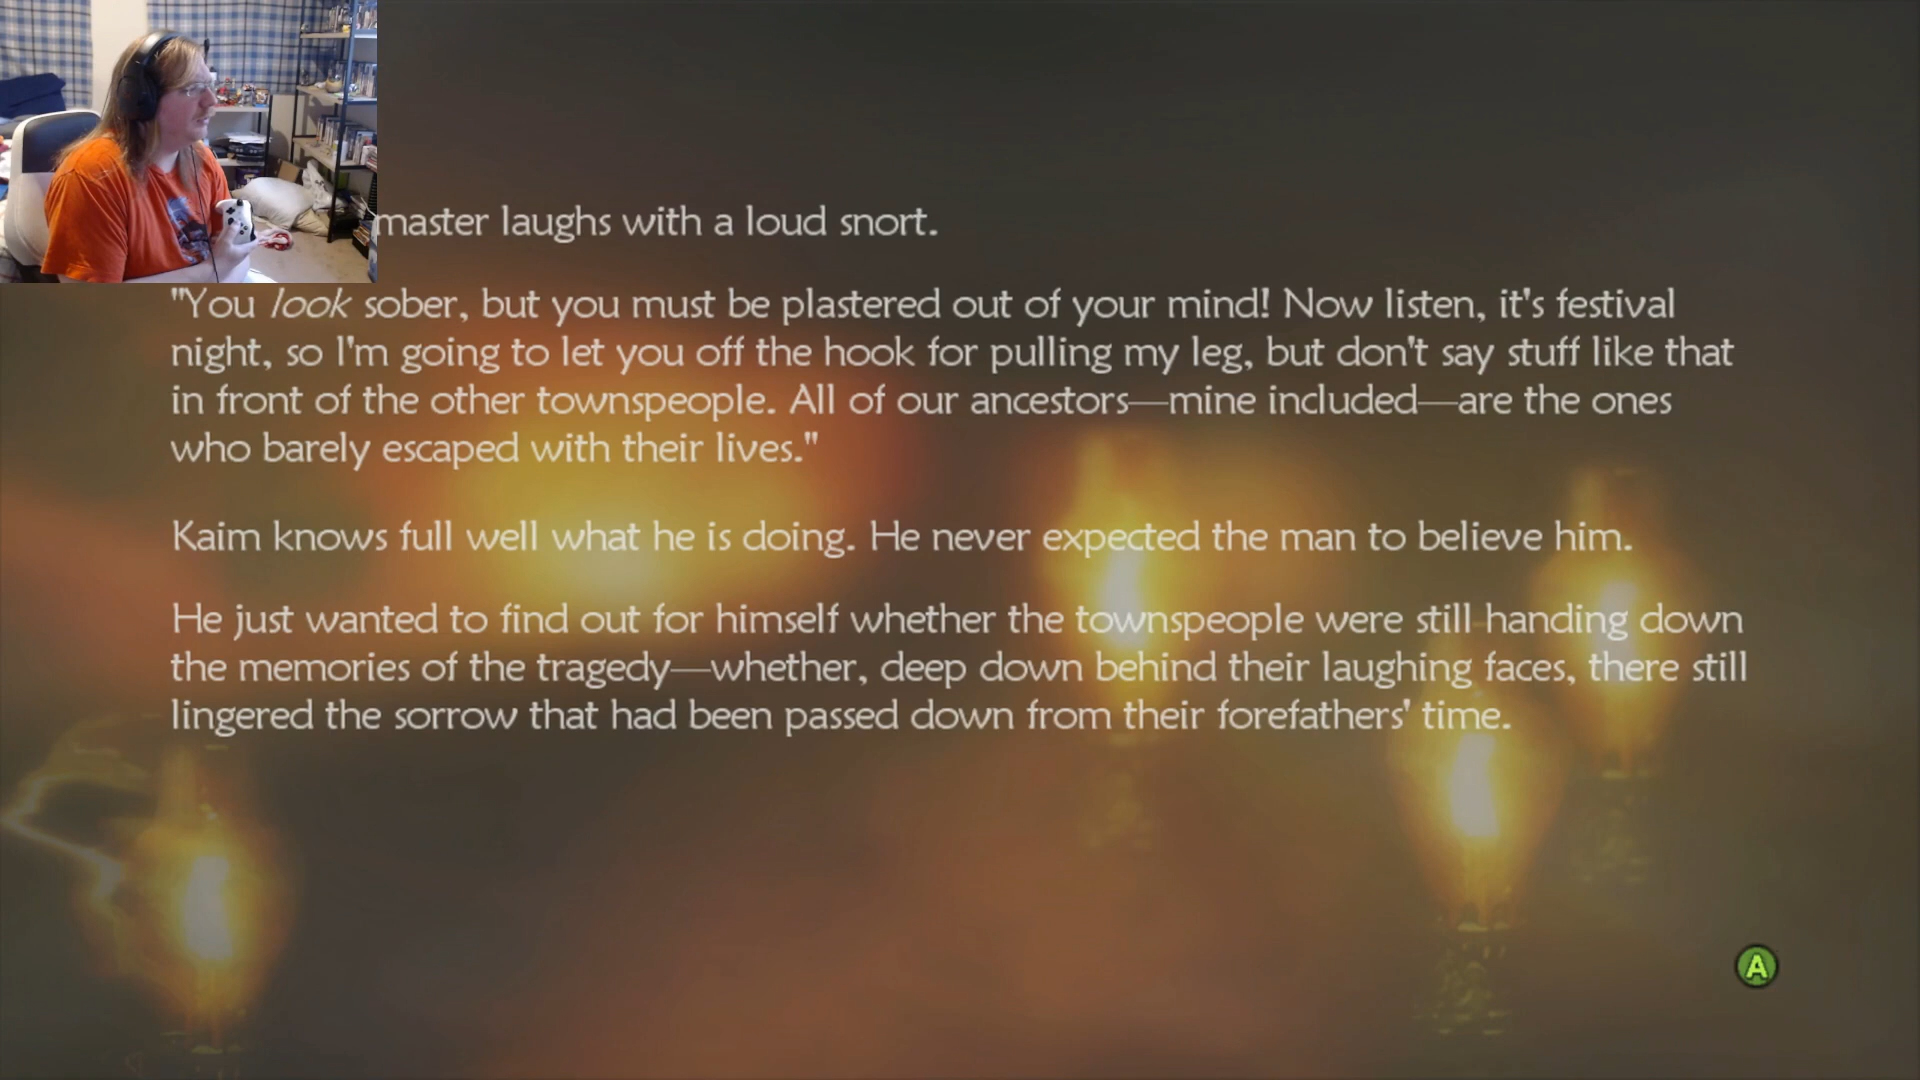 master laughs with a loud snort.
"You look sober, but you must be plastered out of your mind! Now listen, it's festival
night, so I'm going to let you off the hook for pulling my leg, but don't say stuff like that
in front of the other townspeople. All of our ancestors—mine included—are the ones
who barely escaped with their lives."
Kaim knows full well what he is doing. He never expected the man to believe him.
He just wanted to find out for himself whether the townspeople were still handing down
the memories of the tragedy—whether, deep down behind their laughing faces, there still
lingered the sorrow that had been passed down from their forefathers' time.
A